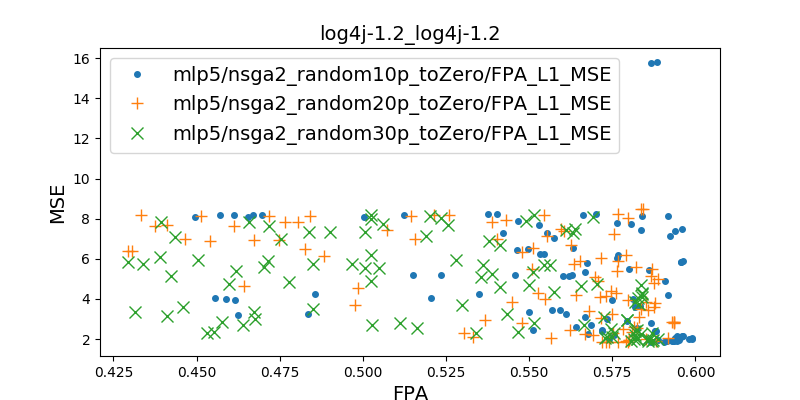 log4j-1.2_log4j-1.2
mlp5/nsga2_random10p_toZero/FPA_L1_MSE
mlp5/nsga2_random20p_toZero/FPA_L1_MSE
mlp5/nsga2_random30p_toZero/FPA_L1_MSE
MSE
16
14
12
10
8
6
4
2
0.425 0.450 0.475 0.500 0.525 0.550 0.575 0.600
FPA